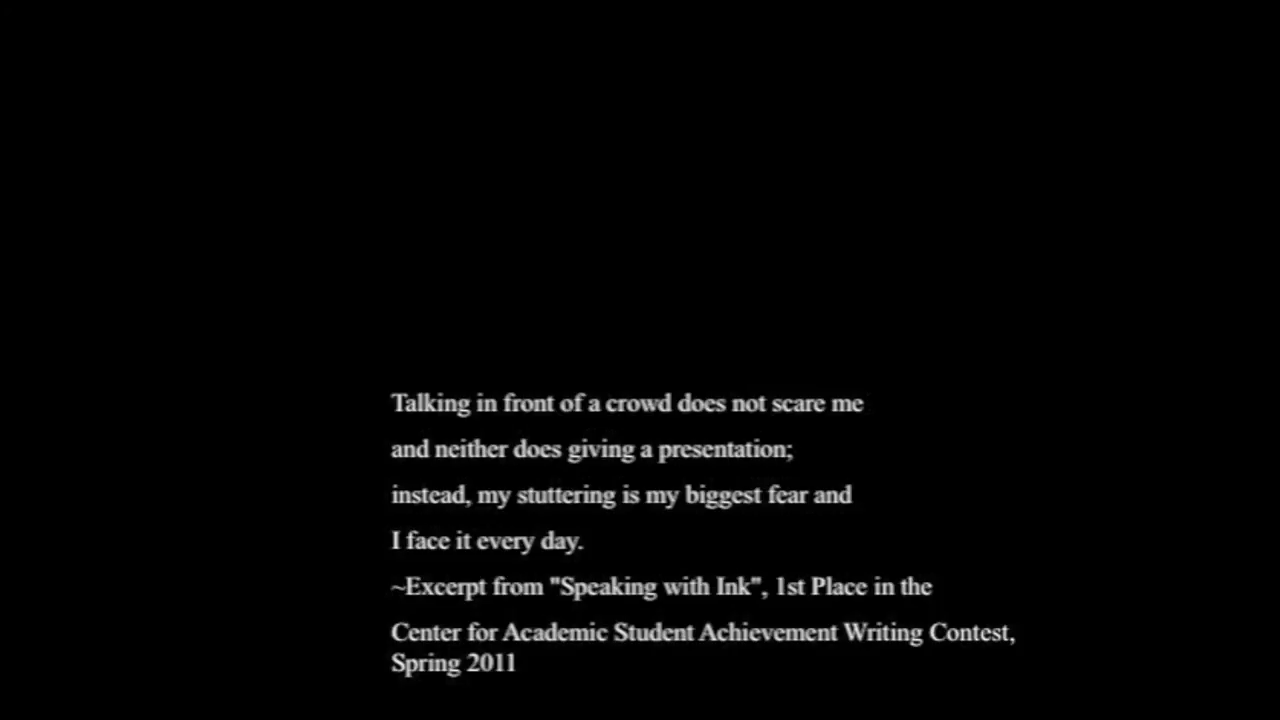 Talking in front of a crowd does not scare me
and neither does giving a presentation;
instead, my stuttering is my biggest fear and
I face it every day.
~Excerpt from "Speaking with Ink", 1st Place in the
Center for Academic Student Achievement Writing Contest,
Spring 2011